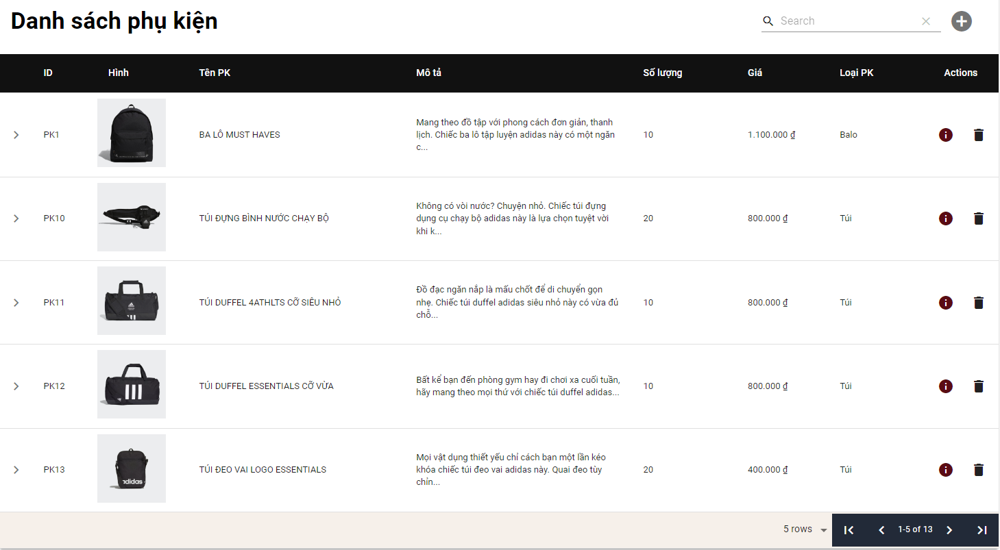 Danh sách phụ kiện
Search
ID Hình Tên PK Mô tả Số lượng Giá Loại PK Actions
PK1 BA LÔ MUST HAVES 10 1.100.000 ₫ Balo
Mang theo đồ tập với phong cách đơn giản, thanh
lịch. Chiếc ba lô tập luyện adidas này có một ngăn
c...
PK10 TÚI ĐỰNG BÌNH NƯỚC CHẠY BỘ 20 800.000 ₫ Túi
Không có vòi nước? Chuyện nhỏ. Chiếc túi đựng
dụng cụ chạy bộ adidas này là lựa chọn tuyệt vời
khi k...
PK11 TÚI DUFFEL 4ATHLTS CỠ SIÊU NHỎ 10 800.000 ₫ Túi
Đồ đạc ngăn nắp là mấu chốt để di chuyển gọn
nhẹ. Chiếc túi duffel adidas siêu nhỏ này có vừa đủ
chỗ...
PK12 TÚI DUFFEL ESSENTIALS CỠ VỪA 10 800.000 ₫ Túi
Bất kể bạn đến phòng gym hay đi chơi xa cuối tuần,
hãy mang theo mọi thứ với chiếc túi duffel adidas...
PK13 TÚI ĐEO VAI LOGO ESSENTIALS 20 400.000 ₫ Túi
Mọi vật dụng thiết yếu chỉ cách bạn một lần kéo
khóa chiếc túi đeo vai adidas này. Quai đeo tùy
chỉn...
adidas
5 rows 1-5 of 13